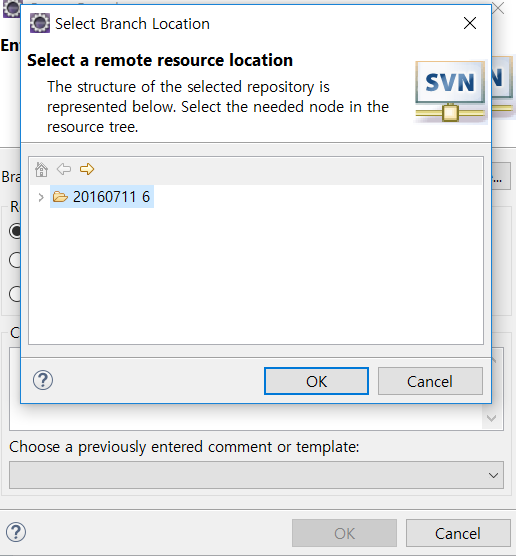 Select Branch Location
Select a remote resource location
The structure of the selected repository is
represented below. Select the needed node in the
resource tree.
SVN
20160711 6
OK
Cancel
Choose a previously entered comment or template:
OK
Cancel